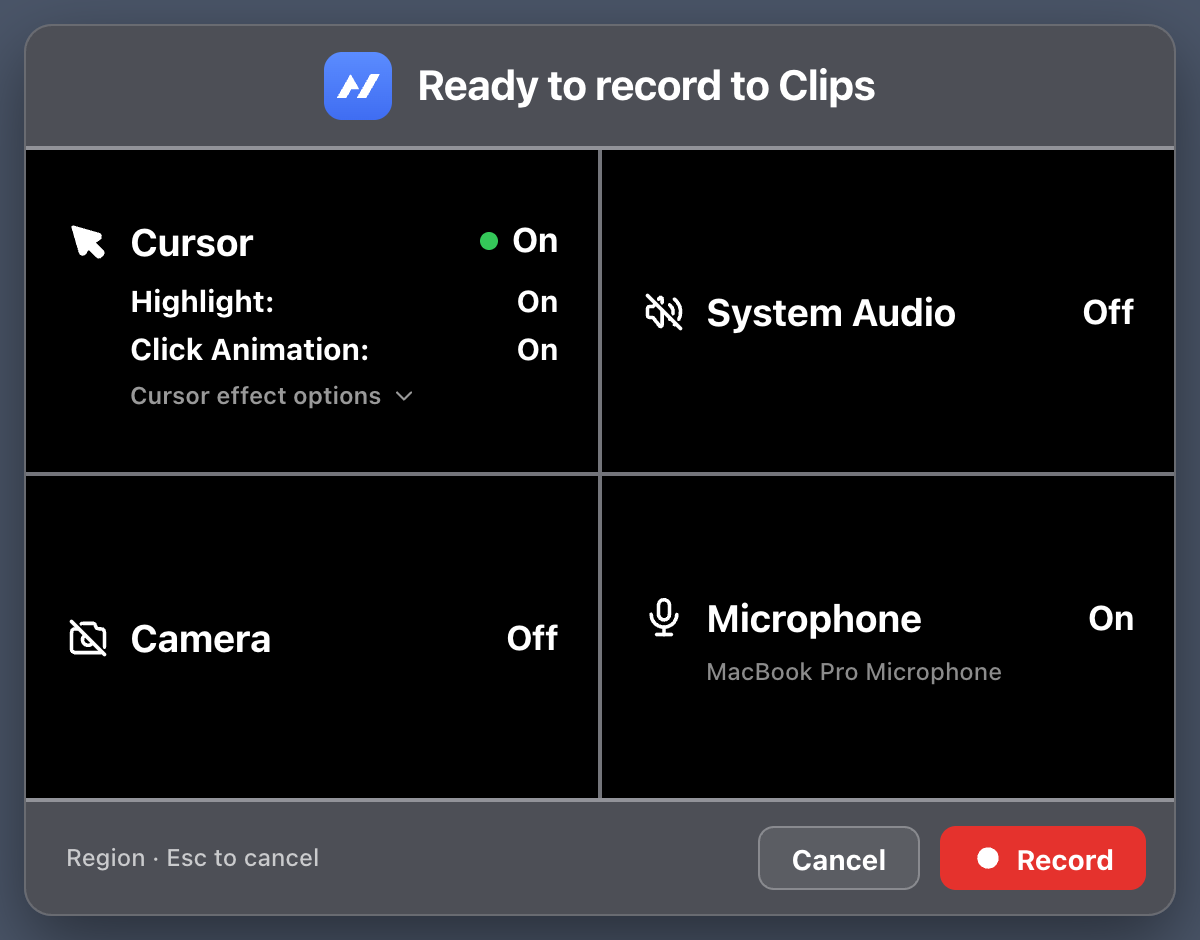 Ready to record to Clips
Cursor On
Highlight: On
Click Animation: On
Cursor effect options
System Audio Off
Camera Off
Microphone On
MacBook Pro Microphone
Region · Esc to cancel
Cancel
Record